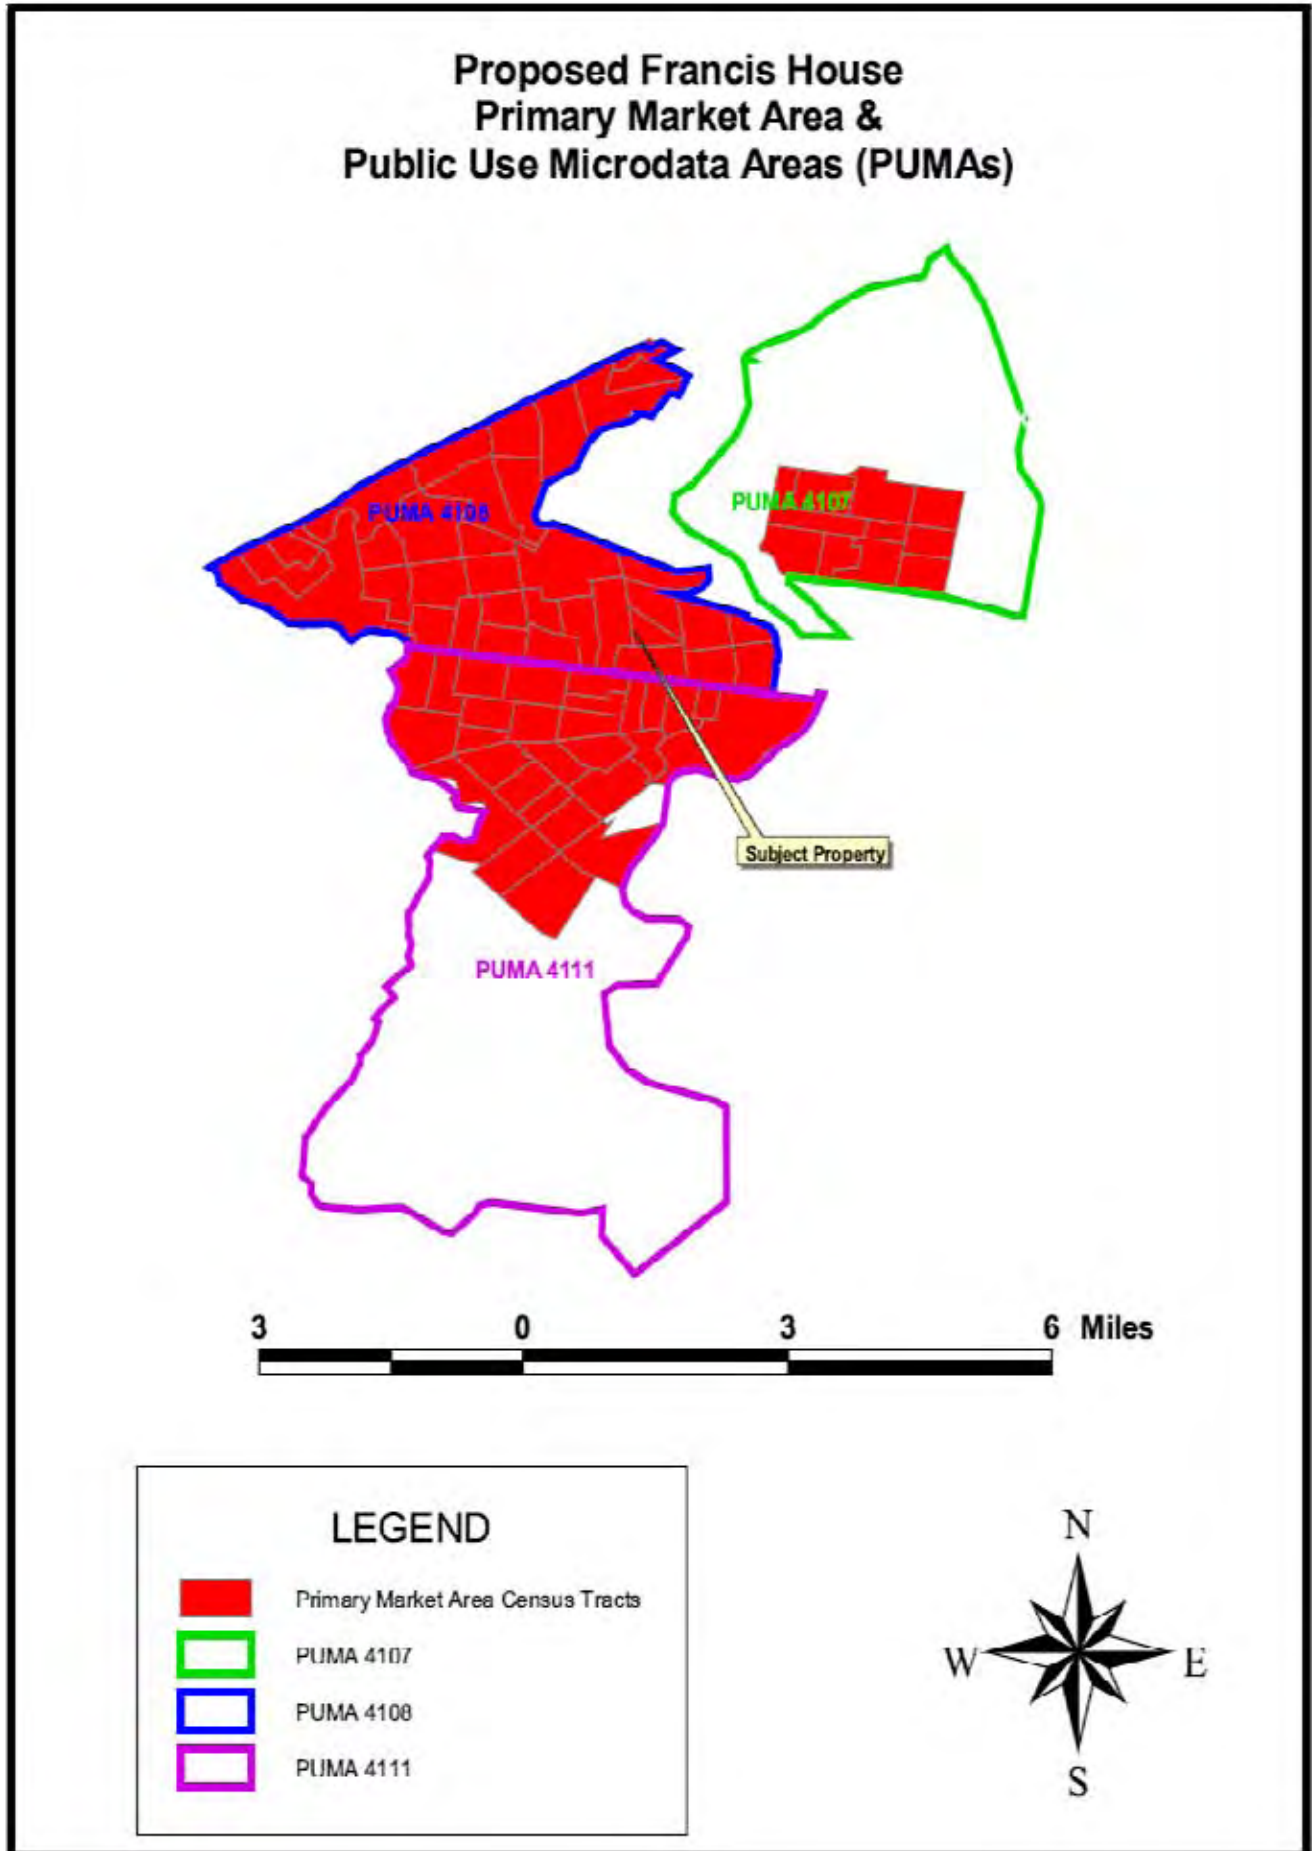 Proposed Francis House
Primary Market Area &
Public Use Microdata Areas (PUMAs)
PUMA 4108
PUMA 4107
Subject Property
PUMA 4111
3 0 3 6 Miles
LEGEND
Primary Market Area Census Tracts
PUMA 4107
PUMA 4108
PUMA 4111
N
W E
S